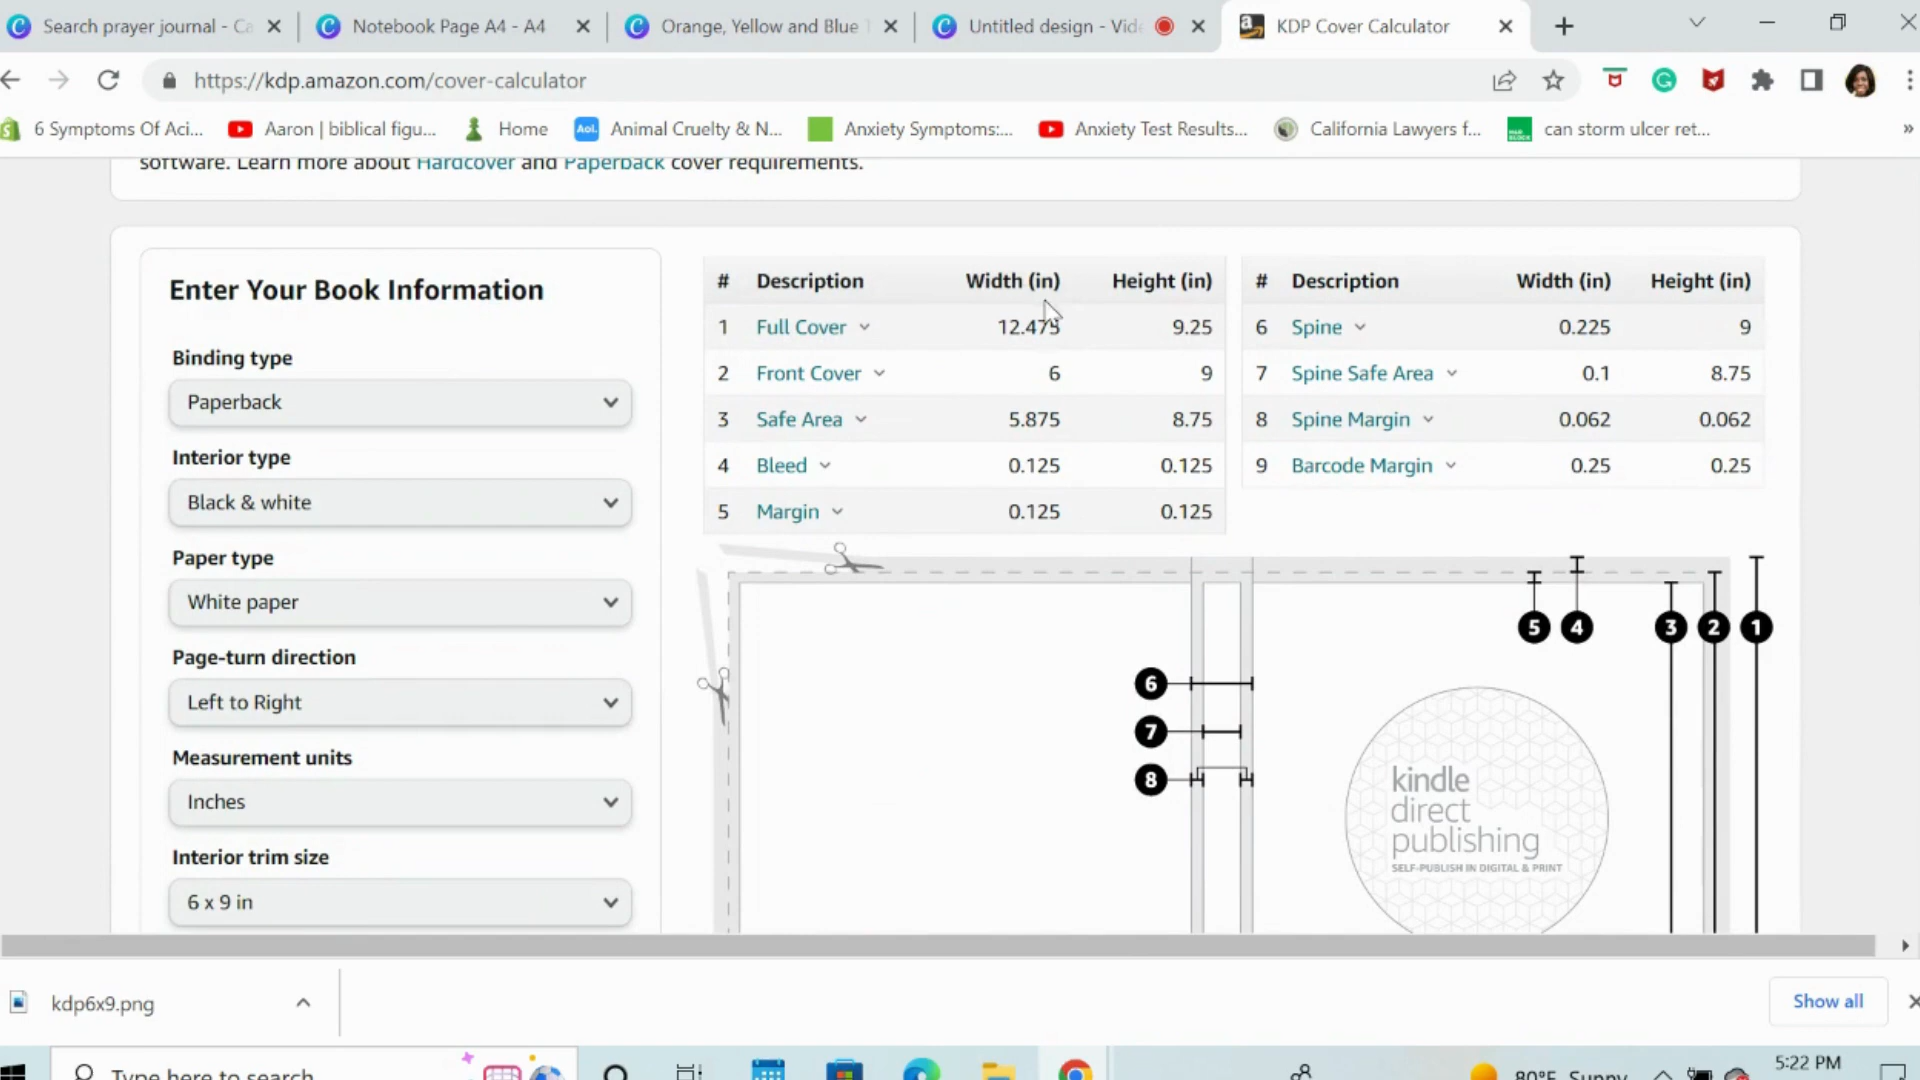 Search prayer journal - Ca
Notebook Page A4 - A4
Orange, Yellow and Blue T
Untitled design - Vide
KDP Cover Calculator
https://kdp.amazon.com/cover-calculator
6 Symptoms Of Aci...
Aaron | biblical figu...
Home
Aol.
Animal Cruelty & N...
Anxiety Symptoms:...
Anxiety Test Results...
California Lawyers f...
can storm ulcer ret...
»
software. Learn more about Hardcover and Paperback cover requirements.
Enter Your Book Information
Binding type
Paperback
Interior type
Black & white
Paper type
White paper
Page-turn direction
Left to Right
Measurement units
Inches
Interior trim size
6 x 9 in
# Description Width (in) Height (in)
1 Full Cover 12.475 9.25
2 Front Cover 6 9
3 Safe Area 5.875 8.75
4 Bleed 0.125 0.125
5 Margin 0.125 0.125
# Description Width (in) Height (in)
6 Spine 0.225 9
7 Spine Safe Area 0.1 8.75
8 Spine Margin 0.062 0.062
9 Barcode Margin 0.25 0.25
5 4 3 2 1
6
7
8
kindle
direct
publishing
SELF-PUBLISH IN DIGITAL & PRINT
kdp6x9.png
Show all
Type here to search
80°F Sunny
5:22 PM